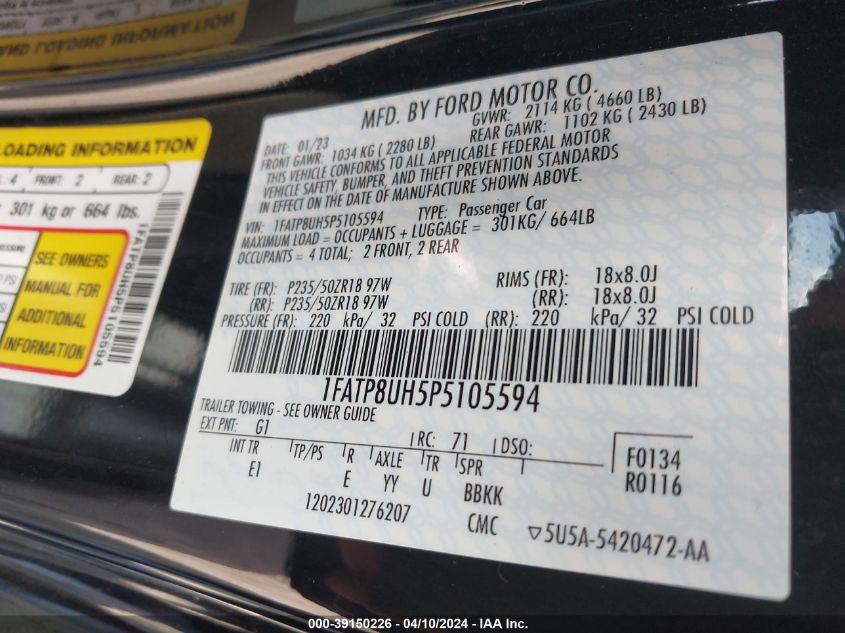 LOADING INFORMATION
: 4 FRONT: 2 REAR: 2
301 kg or 664 lbs.
SEE OWNERS
MANUAL FOR
ADDITIONAL
INFORMATION
1FATP8UH5P5105594
MFD. BY FORD MOTOR CO.
DATE: 01/23 GVWR: 2114 KG ( 4660 LB)
FRONT GAWR: 1034 KG ( 2280 LB) REAR GAWR: 1102 KG ( 2430 LB)
THIS VEHICLE CONFORMS TO ALL APPLICABLE FEDERAL MOTOR
VEHICLE SAFETY, BUMPER, AND THEFT PREVENTION STANDARDS
IN EFFECT ON THE DATE OF MANUFACTURE SHOWN ABOVE.
VIN: 1FATP8UH5P5105594 TYPE: Passenger Car
MAXIMUM LOAD = OCCUPANTS + LUGGAGE = 301KG/ 664LB
OCCUPANTS = 4 TOTAL; 2 FRONT, 2 REAR
TIRE (FR): P235/50ZR18 97W RIMS (FR): 18x8.0J
(RR): P235/50ZR18 97W (RR): 18x8.0J
PRESSURE (FR): 220 kPa/ 32 PSI COLD (RR): 220 kPa/ 32 PSI COLD
1FATP8UH5P5105594
TRAILER TOWING - SEE OWNER GUIDE
EXT PNT: G1 RC: 71 DSO: F0134
INT TR TP/PS R AXLE TR SPR R0116
E1 E YY U BBKK
1202301276207 CMC ▽5U5A-5420472-AA
000-39150226 - 04/10/2024 - IAA Inc.